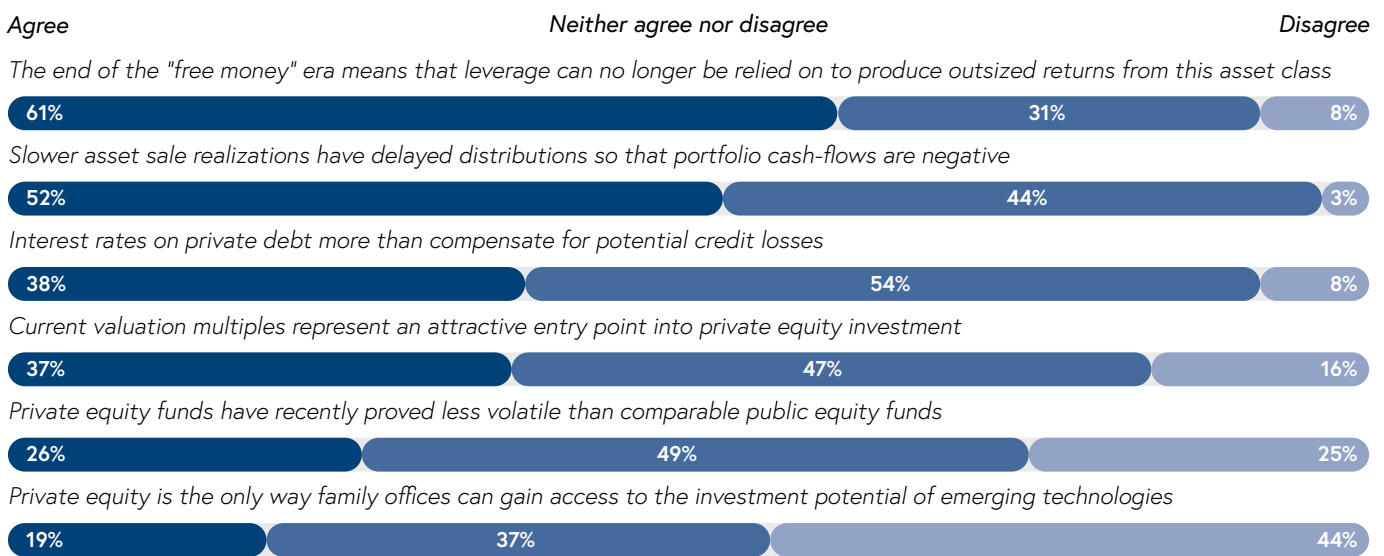 Agree Neither agree nor disagree Disagree
The end of the "free money" era means that leverage can no longer be relied on to produce outsized returns from this asset class
61% 31% 8%
Slower asset sale realizations have delayed distributions so that portfolio cash-flows are negative
52% 44% 3%
Interest rates on private debt more than compensate for potential credit losses
38% 54% 8%
Current valuation multiples represent an attractive entry point into private equity investment
37% 47% 16%
Private equity funds have recently proved less volatile than comparable public equity funds
26% 49% 25%
Private equity is the only way family offices can gain access to the investment potential of emerging technologies
19% 37% 44%